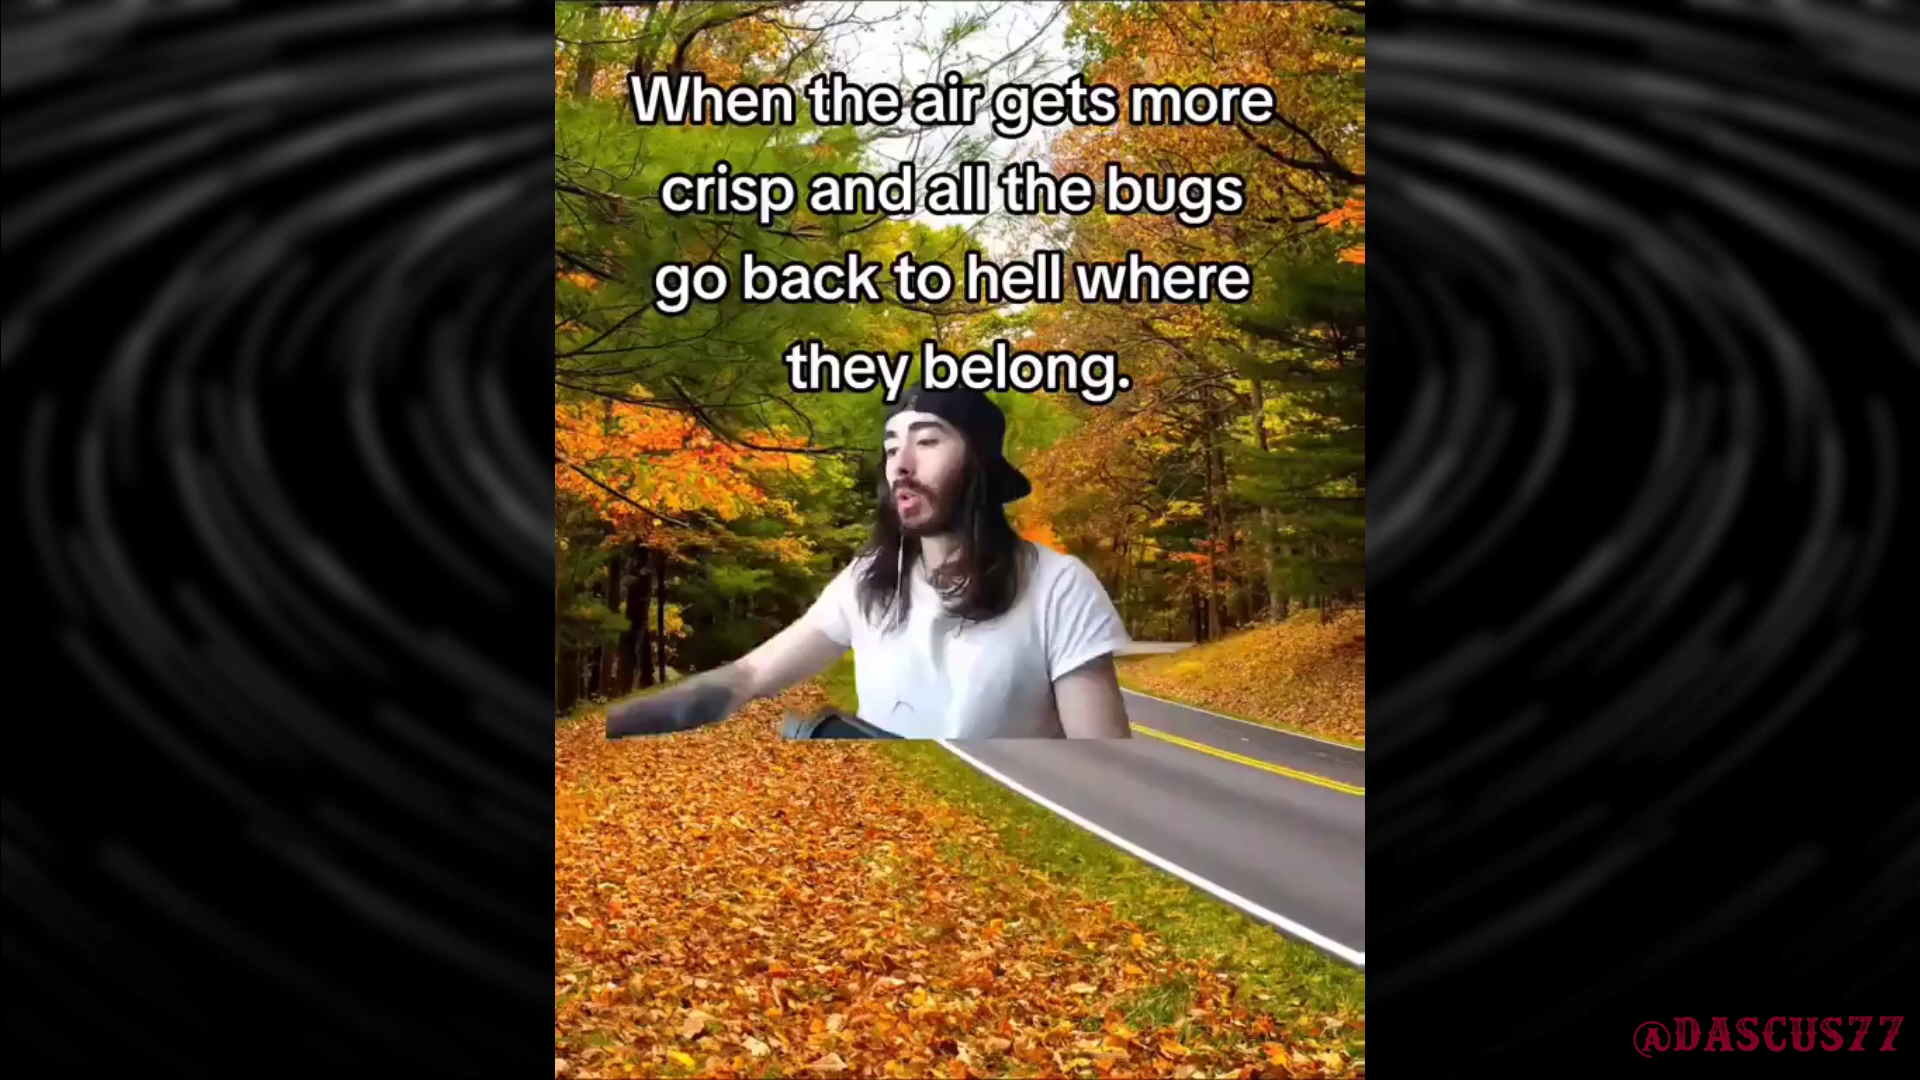 When the air gets more
crisp and all the bugs
go back to hell where
they belong.
@DASCUS77